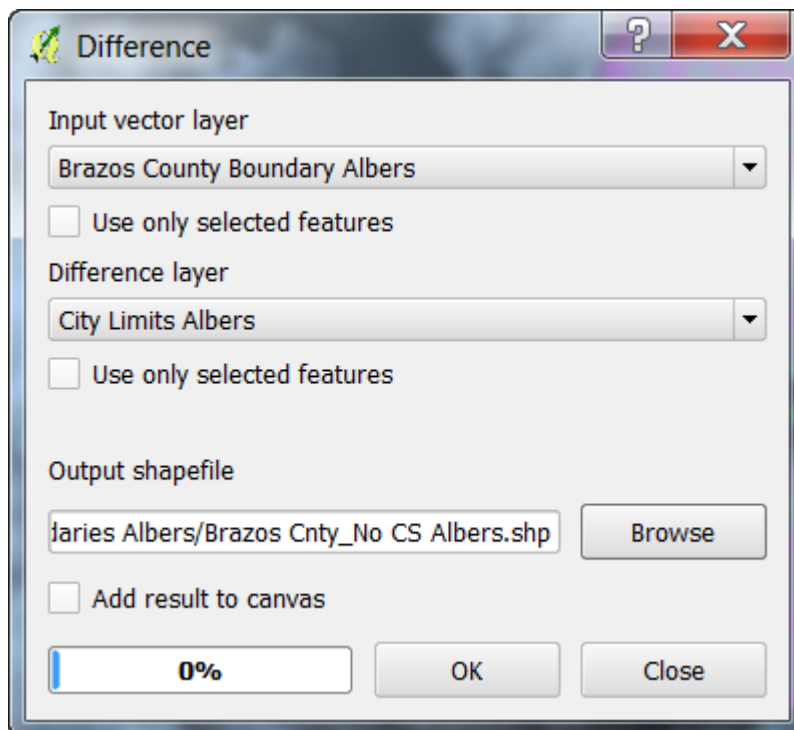 Difference
Input vector layer
Brazos County Boundary Albers
Use only selected features
Difference layer
City Limits Albers
Use only selected features
Output shapefile
daries Albers/Brazos Cnty_No CS Albers.shp
Browse
Add result to canvas
0%
OK
Close